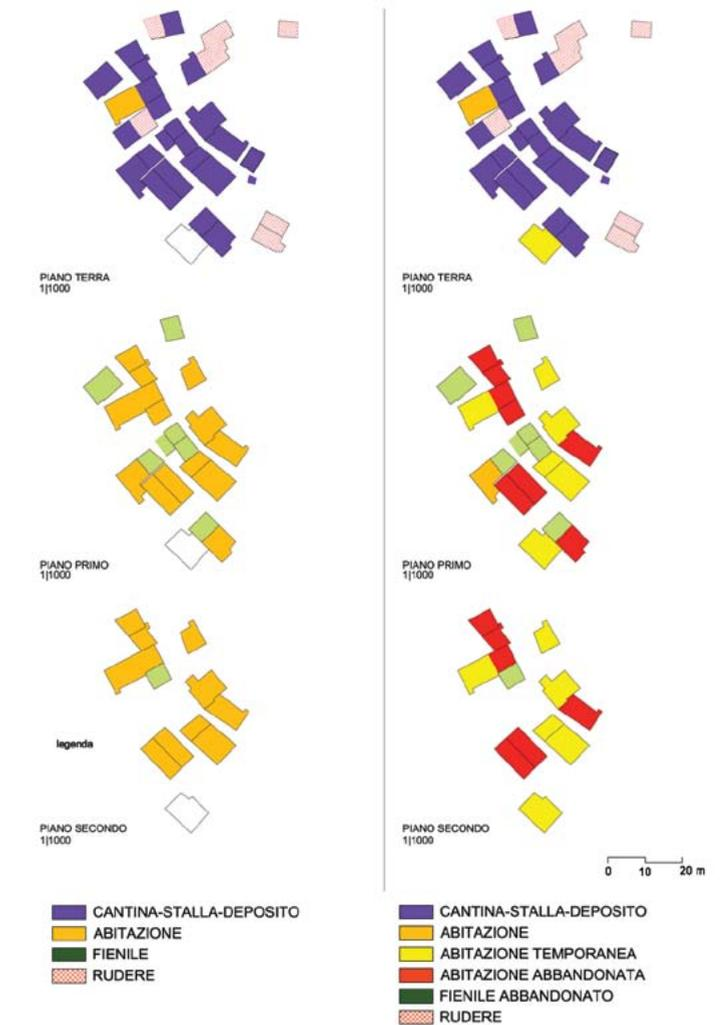 PIANO TERRA
1|1000
PIANO TERRA
1|1000
PIANO PRIMO
1|1000
PIANO PRIMO
1|1000
legenda
PIANO SECONDO
1|1000
PIANO SECONDO
1|1000
0 10 20 m
CANTINA-STALLA-DEPOSITO
ABITAZIONE
FIENILE
RUDERE
CANTINA-STALLA-DEPOSITO
ABITAZIONE
ABITAZIONE TEMPORANEA
ABITAZIONE ABBANDONATA
FIENILE ABBANDONATO
RUDERE